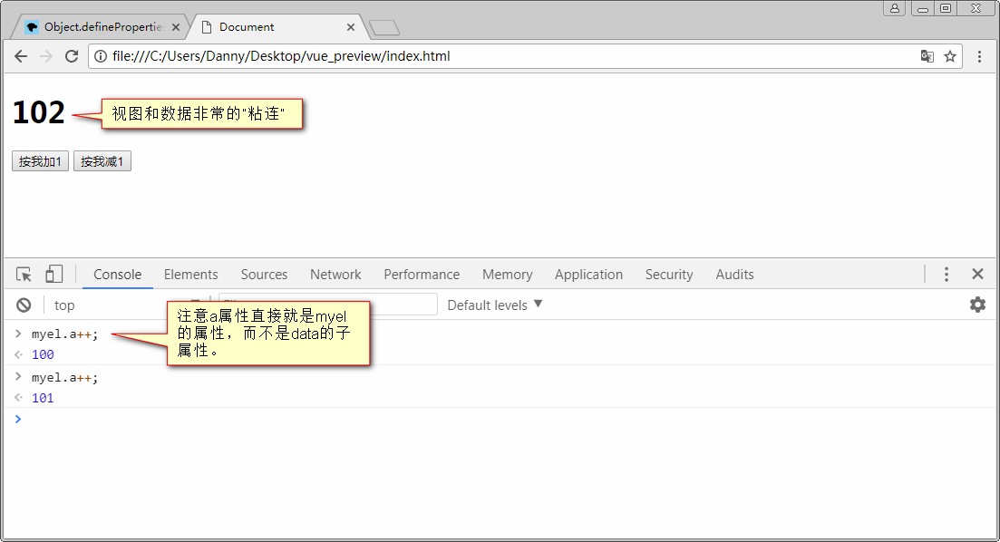 Object.definePropertie
Document
file:///C:/Users/Danny/Desktop/vue_preview/index.html
102
视图和数据非常的"粘连"
按我加1 按我减1
Console Elements Sources Network Performance Memory Application Security Audits
top
Default levels ▼
注意a属性直接就是myel
的属性，而不是data的子
属性。
> myel.a++;
100
> myel.a++;
101
>